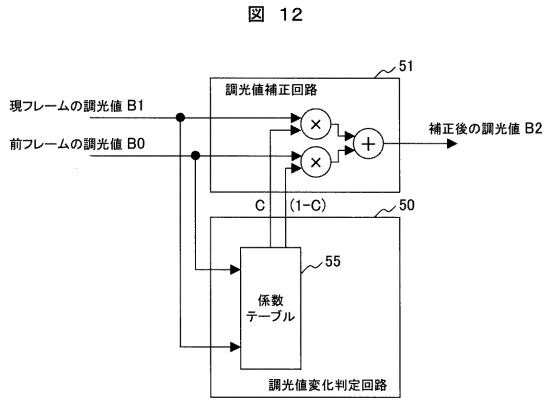 図 12
51
調光値補正回路
現フレームの調光値 B1
×
補正後の調光値 B2
前フレームの調光値 B0
×
+
C
(1-C)
50
55
係数
テーブル
調光値変化判定回路